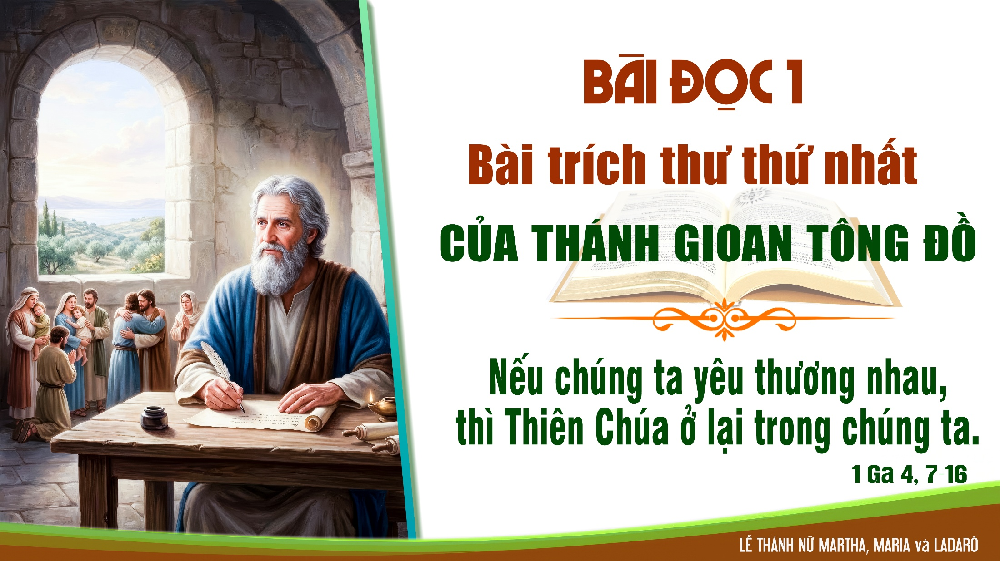 BÀI ĐỌC 1
Bài trích thư thứ nhất
CỦA THÁNH GIOAN TÔNG ĐỒ
Nếu chúng ta yêu thương nhau,
thì Thiên Chúa ở lại trong chúng ta.
1 Ga 4, 7-16
LỄ THÁNH NỮ MARTHA, MARIA và LADARÔ